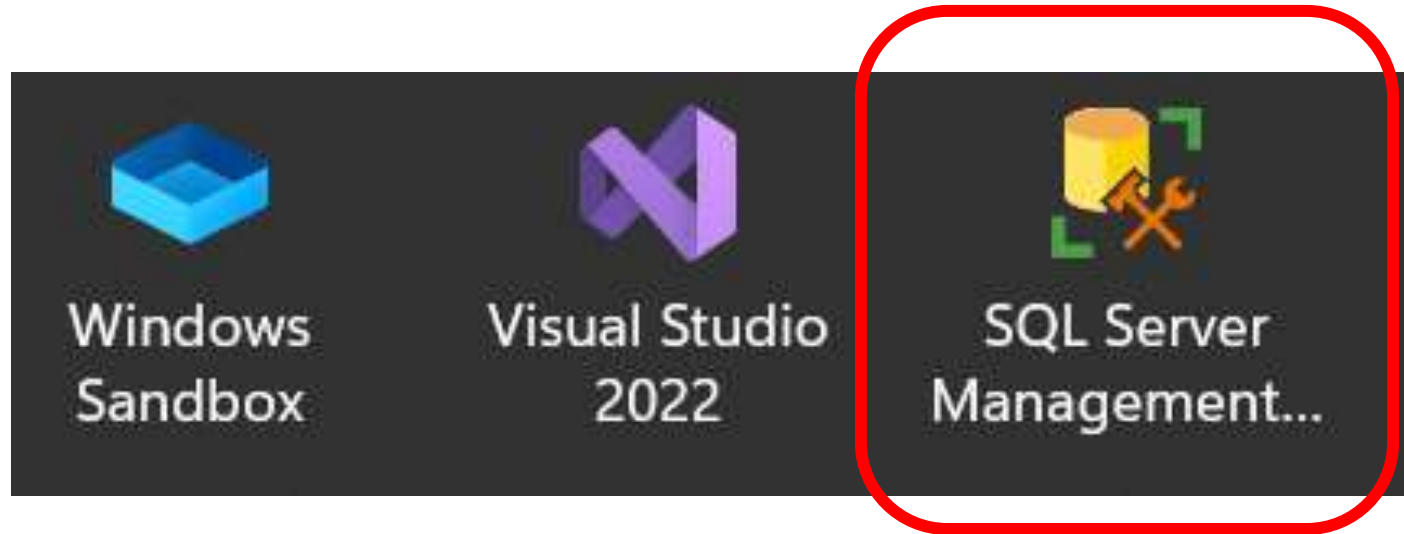 Windows
Sandbox
Visual Studio
2022
SQL Server
Management...